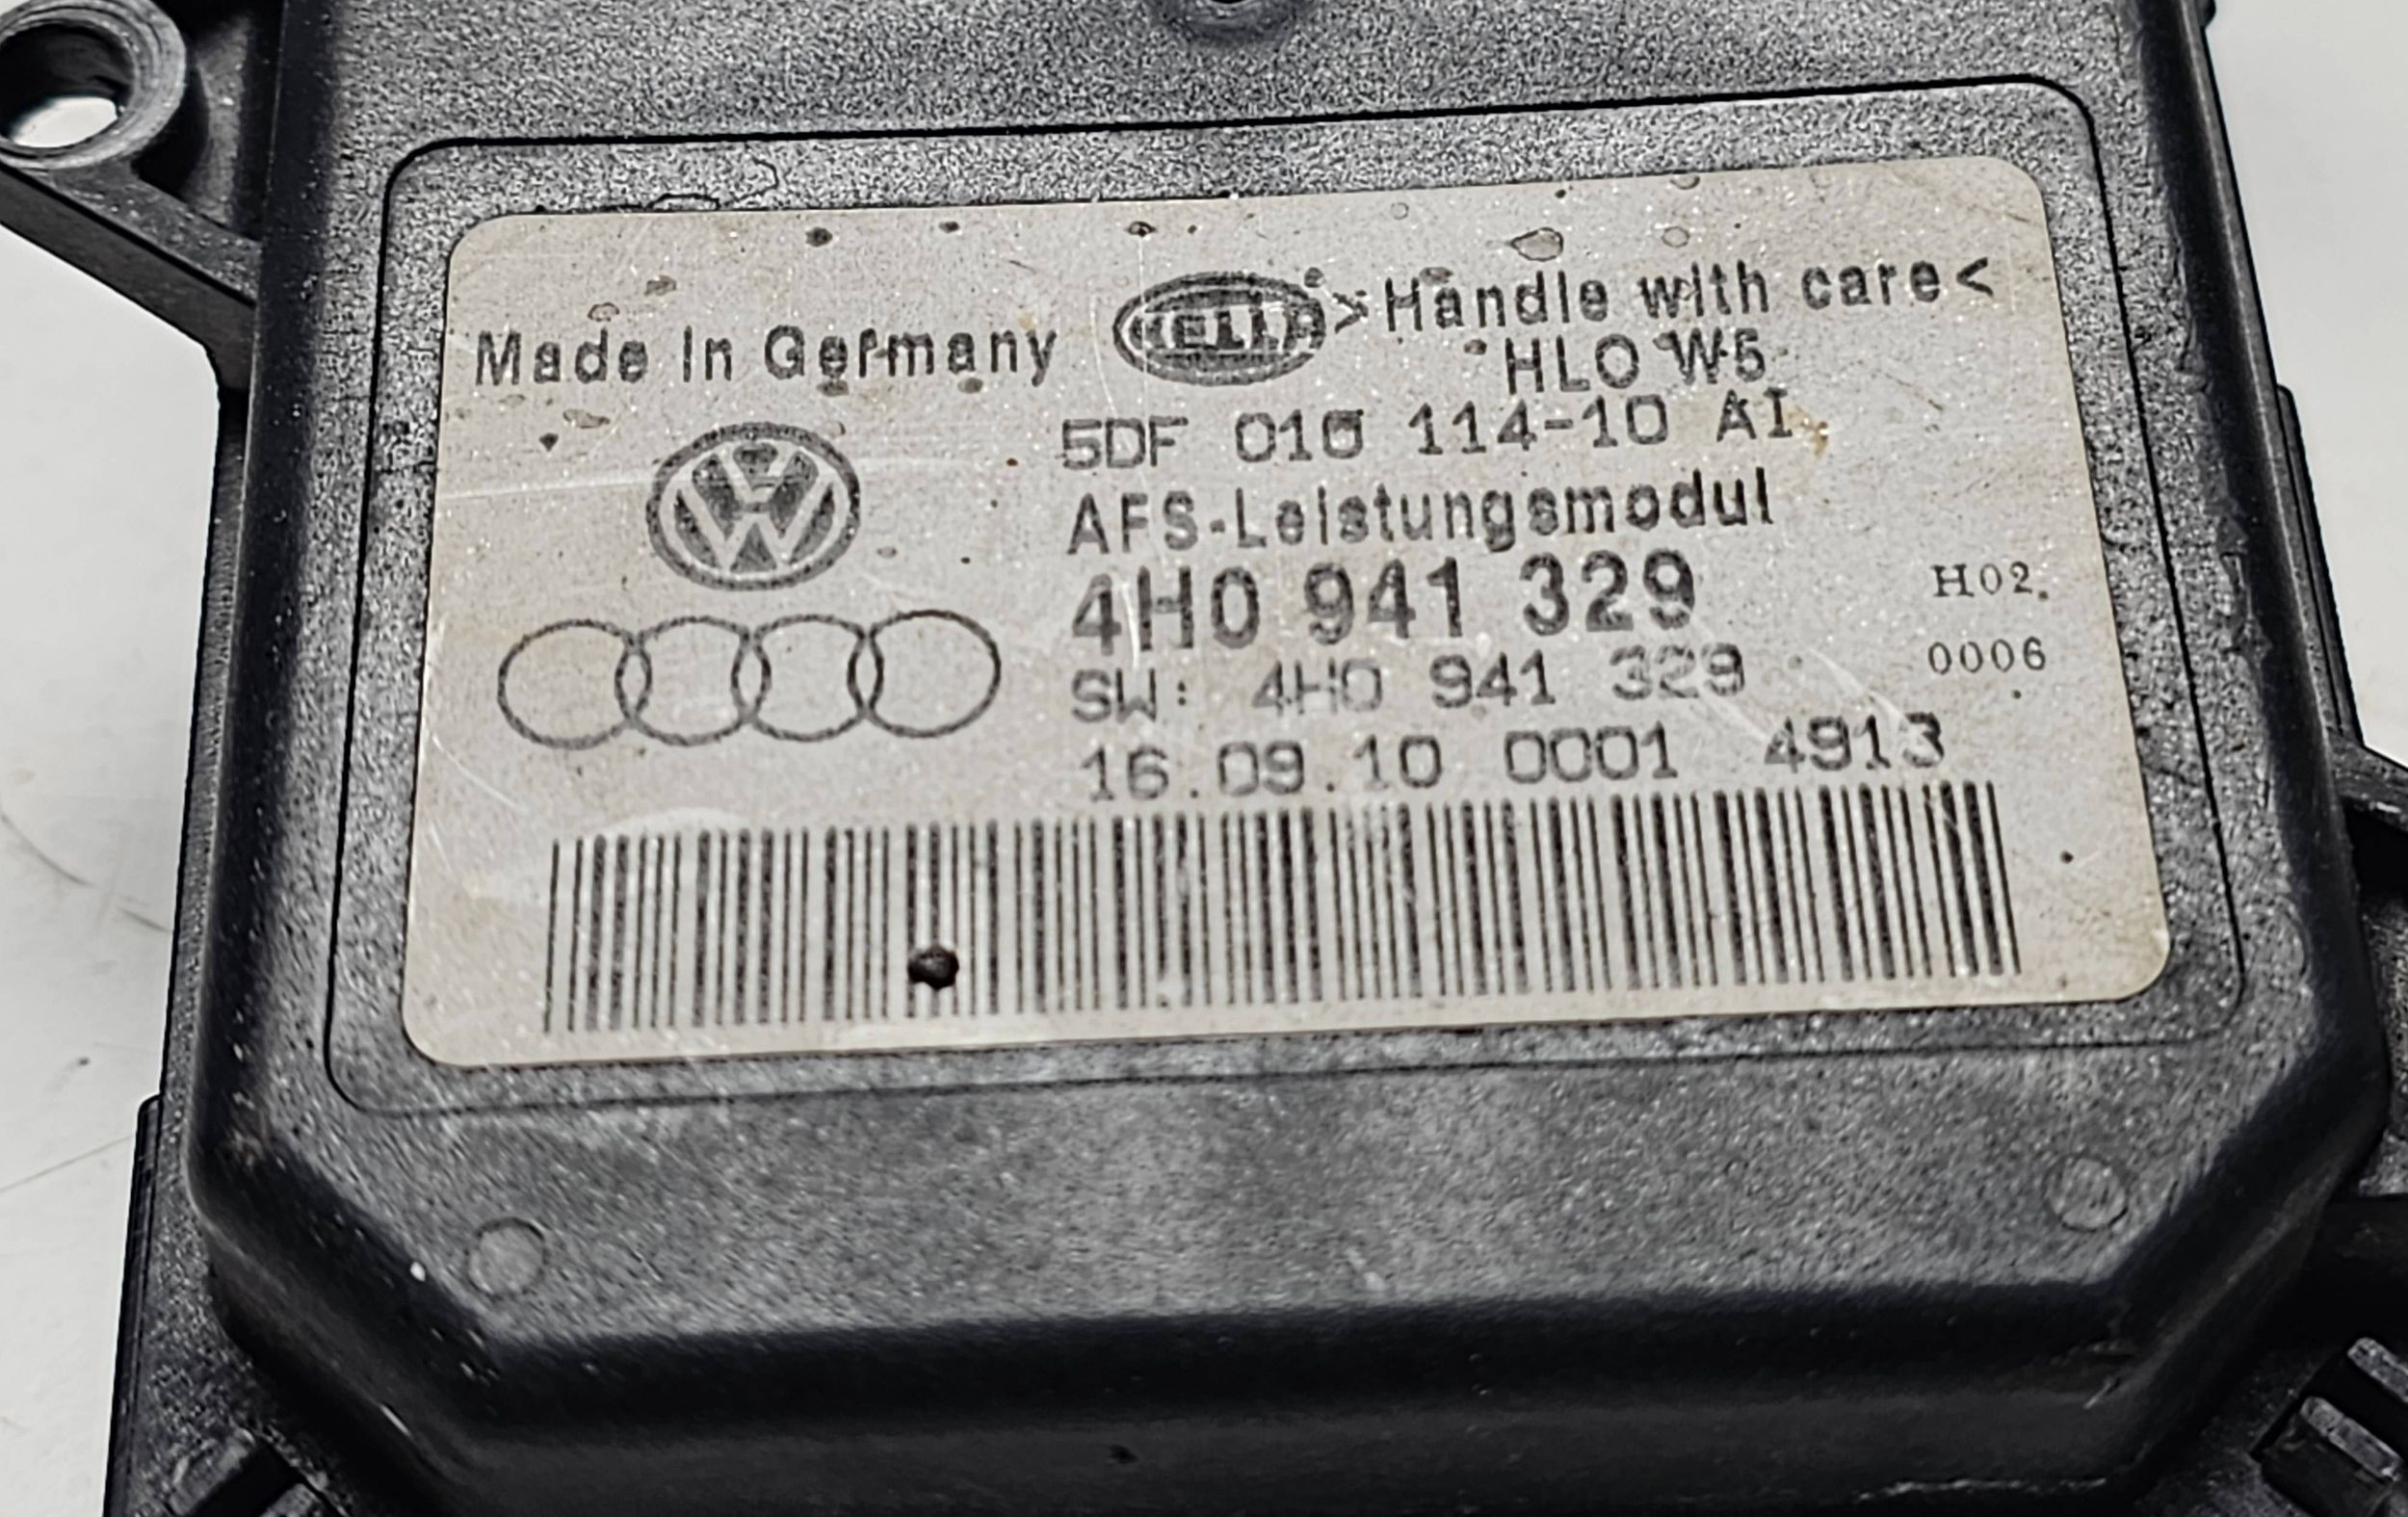 Made in Germany
HELLA
>Handle with care<
HLO W5
5DF 010 114-10 AI
AFS-Leistungsmodul
4H0 941 329
H02
SW: 4H0 941 329
0006
16.09.10 0001 4913